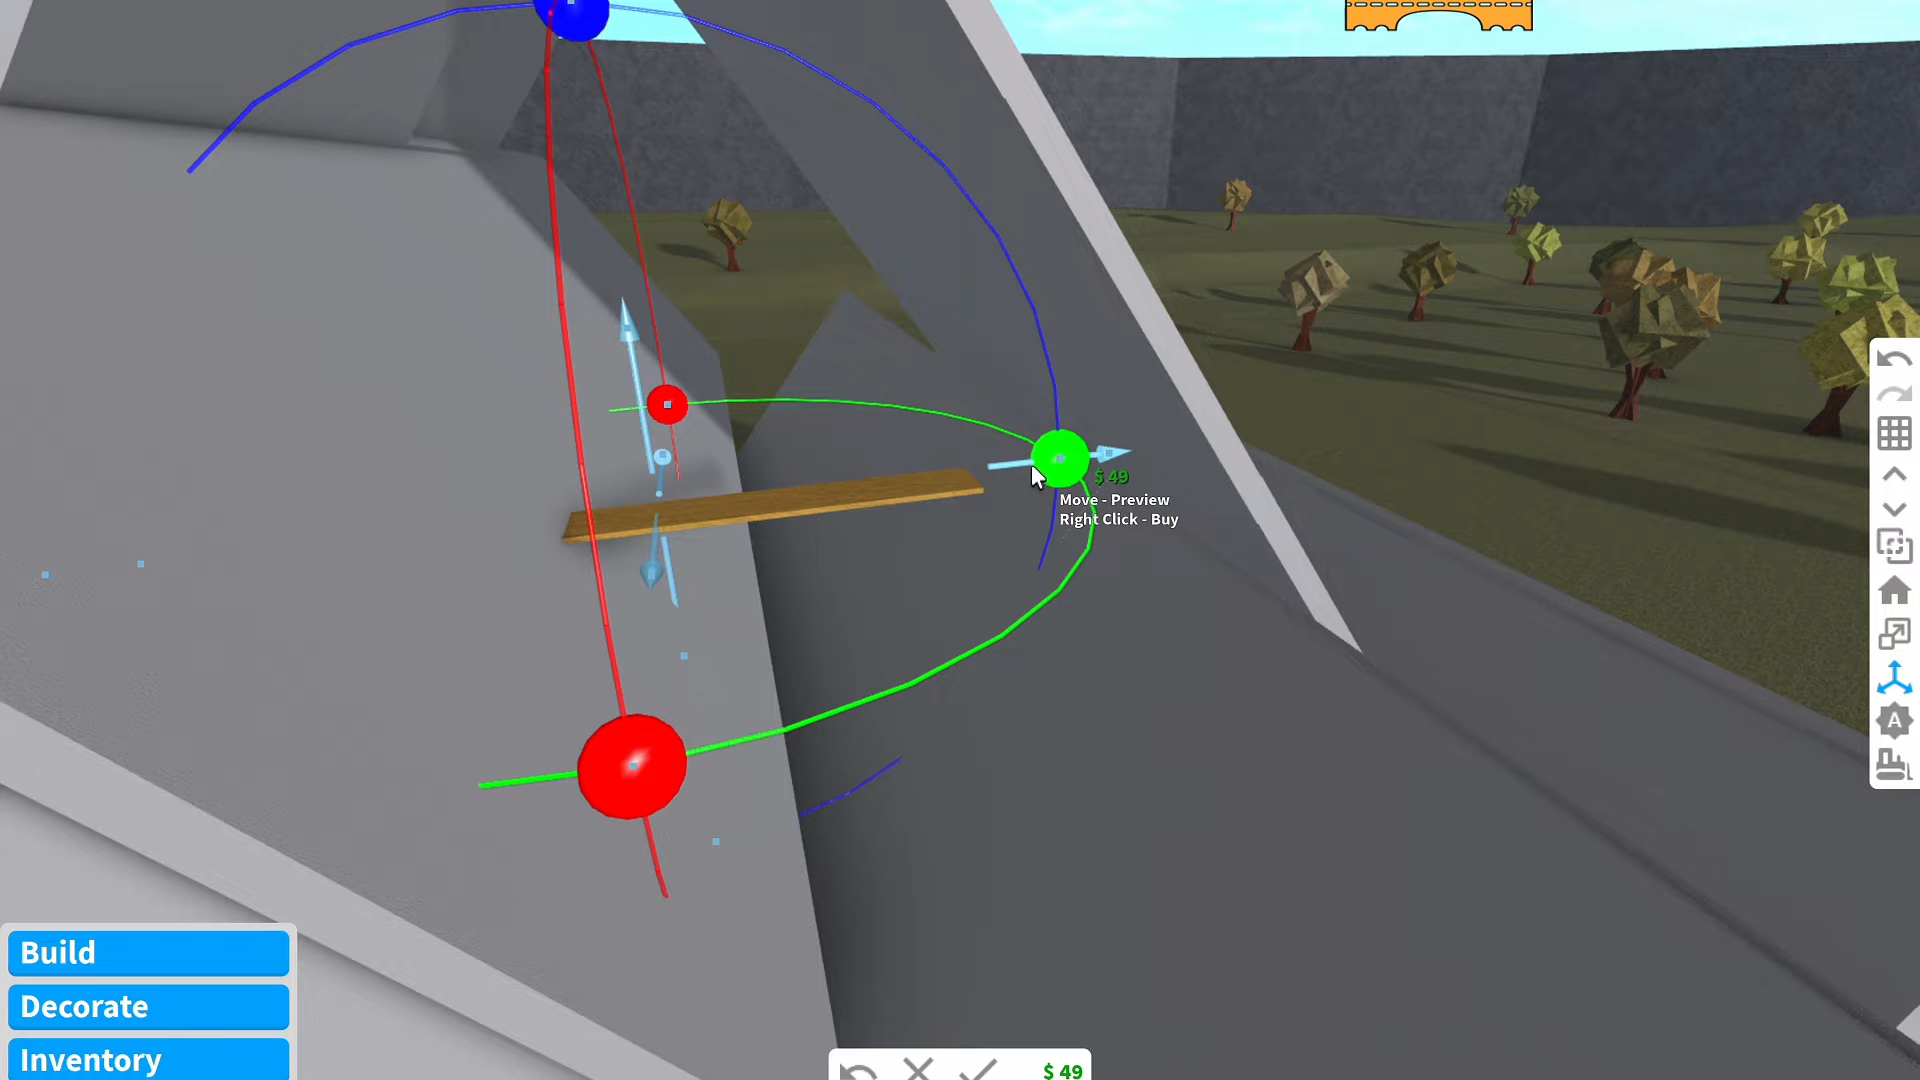 $ 49
Move - Preview
Right Click - Buy
A
Build
Decorate
Inventory
$ 49